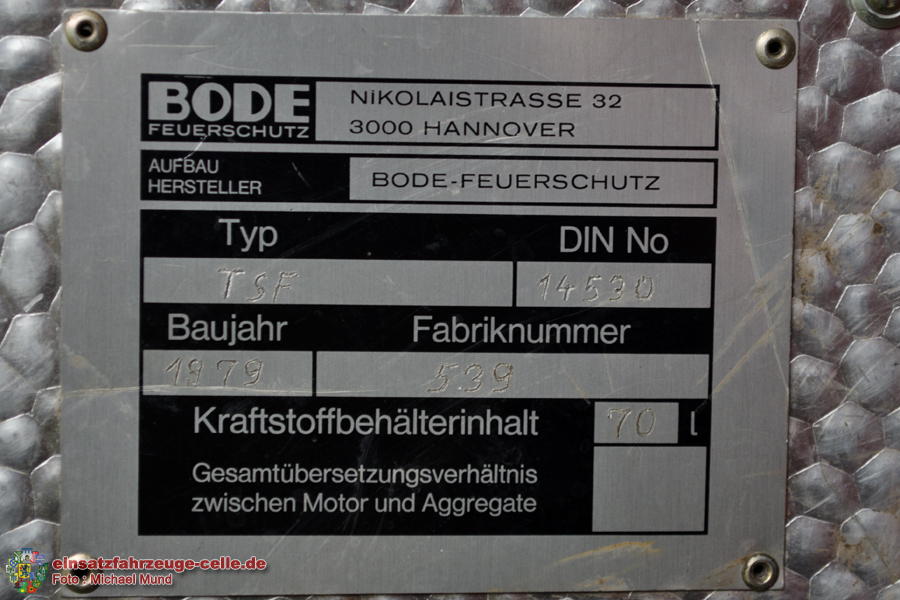 BODE
FEUERSCHUTZ
NiKOLAISTRASSE 32
3000 HANNOVER
AUFBAU
HERSTELLER
BODE-FEUERSCHUTZ
Typ
DIN No
TSF
14530
Baujahr
Fabriknummer
1979
539
Kraftstoffbehälterinhalt
70
l
Gesamtübersetzungsverhältnis
zwischen Motor und Aggregate
einsatzfahrzeuge-celle.de
Foto : Michael Mund